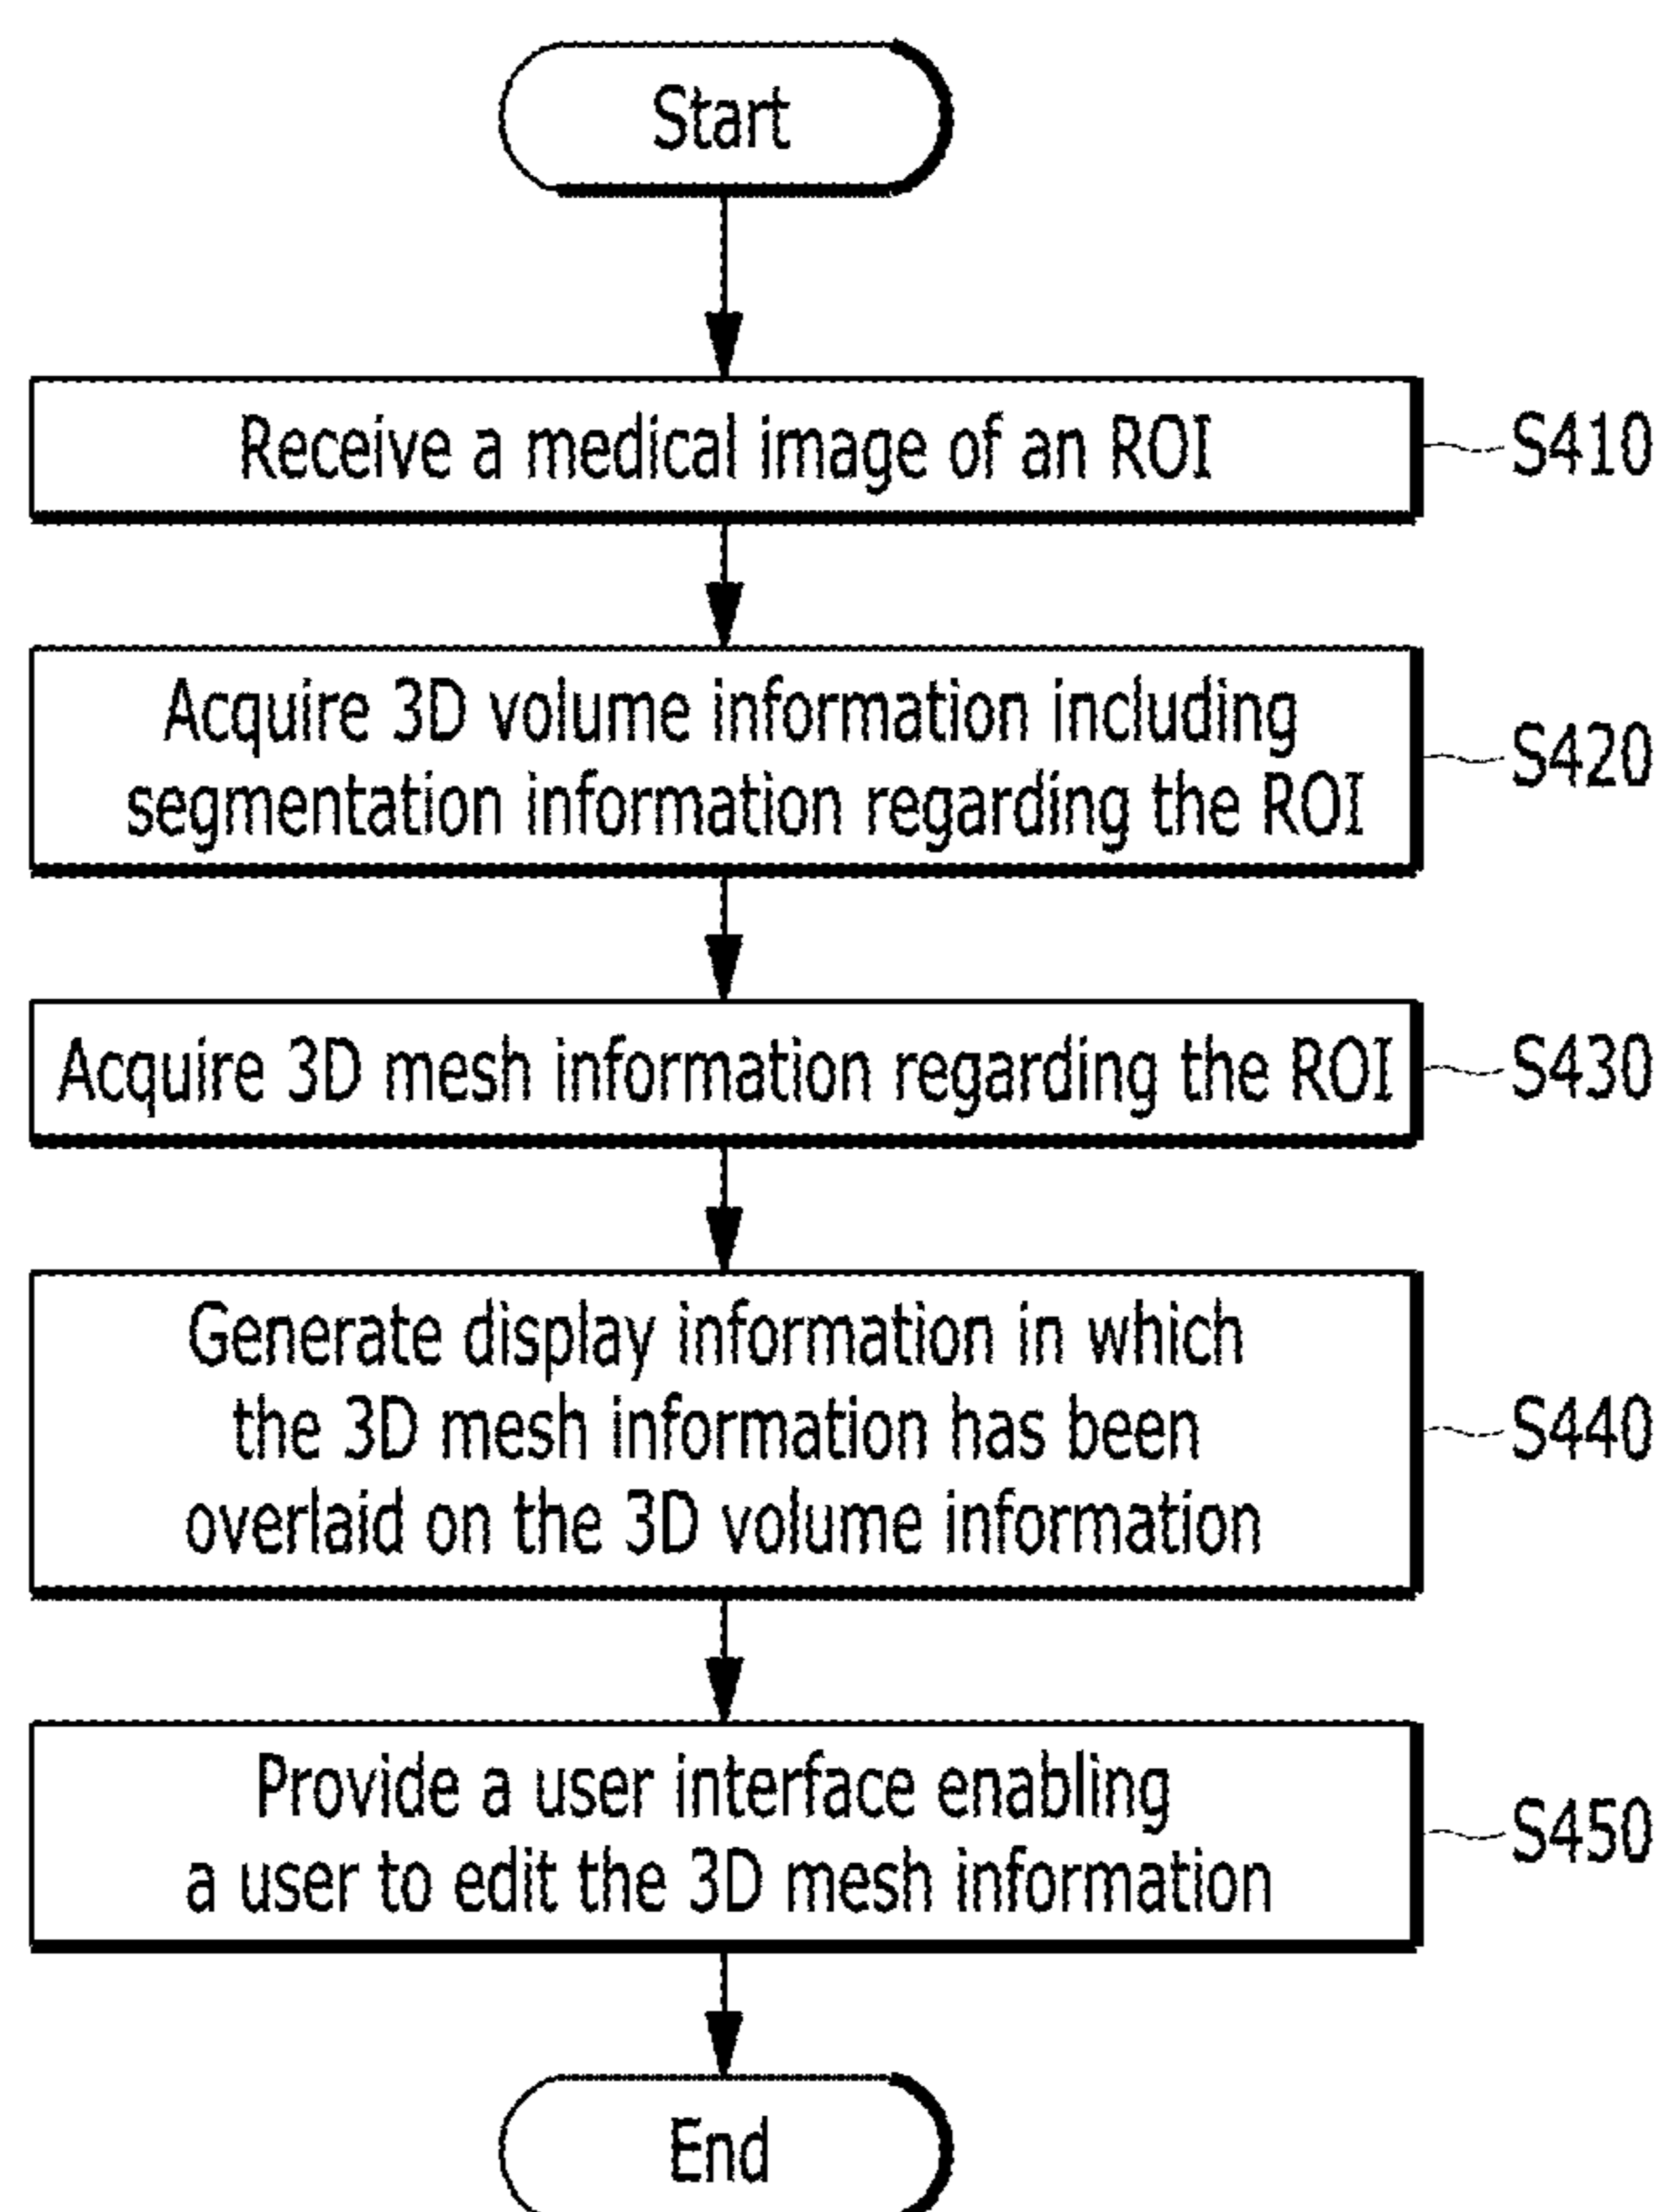 Start
Receive a medical image of an ROI
S410
Acquire 3D volume information including
segmentation information regarding the ROI
S420
Acquire 3D mesh information regarding the ROI
S430
Generate display information in which
the 3D mesh information has been
overlaid on the 3D volume information
S440
Provide a user interface enabling
a user to edit the 3D mesh information
S450
End